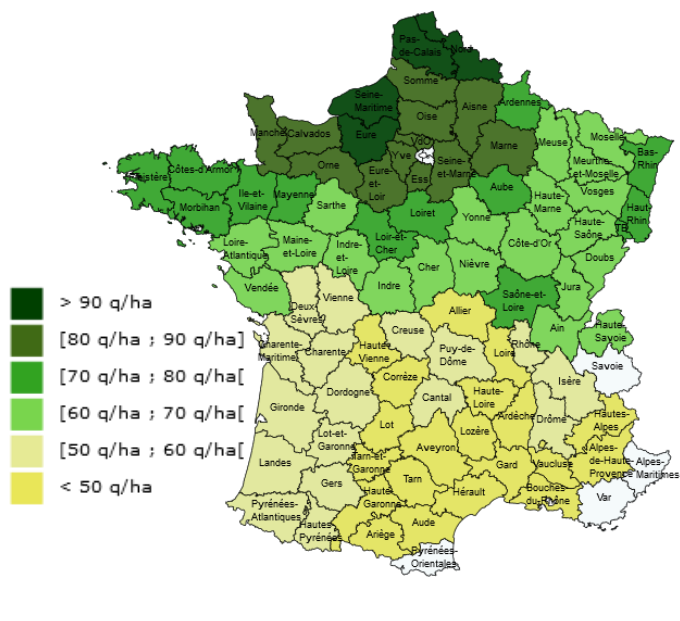 Pas-
de-Calais
Nord
Somme
Seine-
Maritime
Aisne
Ardennes
Oise
Manche
Calvados
Eure
VdO
Marne
Meuse
Moselle
Bas-
Rhin
Yve
Seine-
et-Marne
Meurthe-
et-Moselle
Orne
Eure-
et-
Loir
Ess
Côtes-d'Armor
Finistère
Ile-et-
Vilaine
Mayenne
Aube
Haute-
Marne
Vosges
Morbihan
Sarthe
Loiret
Yonne
Haut-
Rhin
TB
Haute-
Saône
Loire-
Atlantique
Maine-
et-Loire
Indre-
et-
Loire
Loir-et-
Cher
Côte-d'Or
Doubs
Cher
Nièvre
Vendée
Indre
Jura
Deux-
Sèvres
Vienne
Saône-et-
Loire
> 90 q/ha
Allier
Ain
Haute-
Savoie
[80 q/ha ; 90 q/ha]
Charente-
Maritime
Charente
Haute-
Vienne
Creuse
Puy-de-
Dôme
Loire
Rhône
Savoie
[70 q/ha ; 80 q/ha[
Corrèze
Isère
Dordogne
Cantal
Haute-
Loire
[60 q/ha ; 70 q/ha[
Gironde
Ardèche
Drôme
Hautes-
Alpes
Lot-et-
Garonne
Lot
Lozère
[50 q/ha ; 60 q/ha[
Aveyron
Alpes-
de-Haute-
Provence
Alpes-
Maritimes
Landes
Tarn-et-
Garonne
Gard
Vaucluse
< 50 q/ha
Gers
Tarn
Hérault
Bouches-
du-Rhône
Var
Haute-
Garonne
Pyrénées-
Atlantiques
Hautes-
Pyrénées
Aude
Ariège
Pyrénées-
Orientales